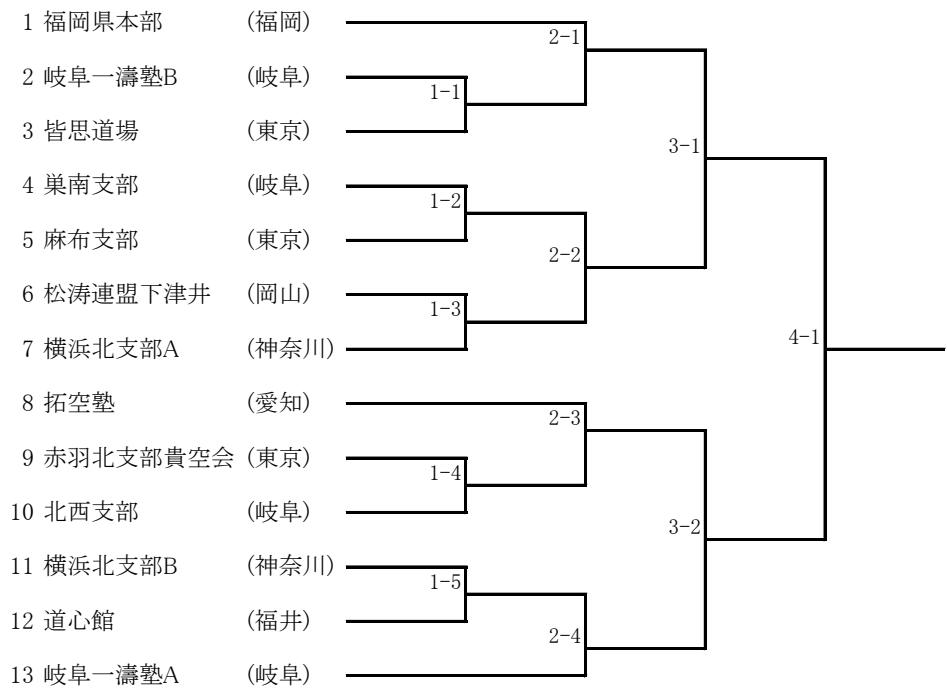 1 福岡県本部 (福岡)
2 岐阜一濤塾B (岐阜)
3 皆思道場 (東京)
4 巣南支部 (岐阜)
5 麻布支部 (東京)
6 松涛連盟下津井 (岡山)
7 横浜北支部A (神奈川)
8 拓空塾 (愛知)
9 赤羽北支部貴空会 (東京)
10 北西支部 (岐阜)
11 横浜北支部B (神奈川)
12 道心館 (福井)
13 岐阜一濤塾A (岐阜)
1-1
1-2
1-3
1-4
1-5
2-1
2-2
2-3
2-4
3-1
3-2
4-1